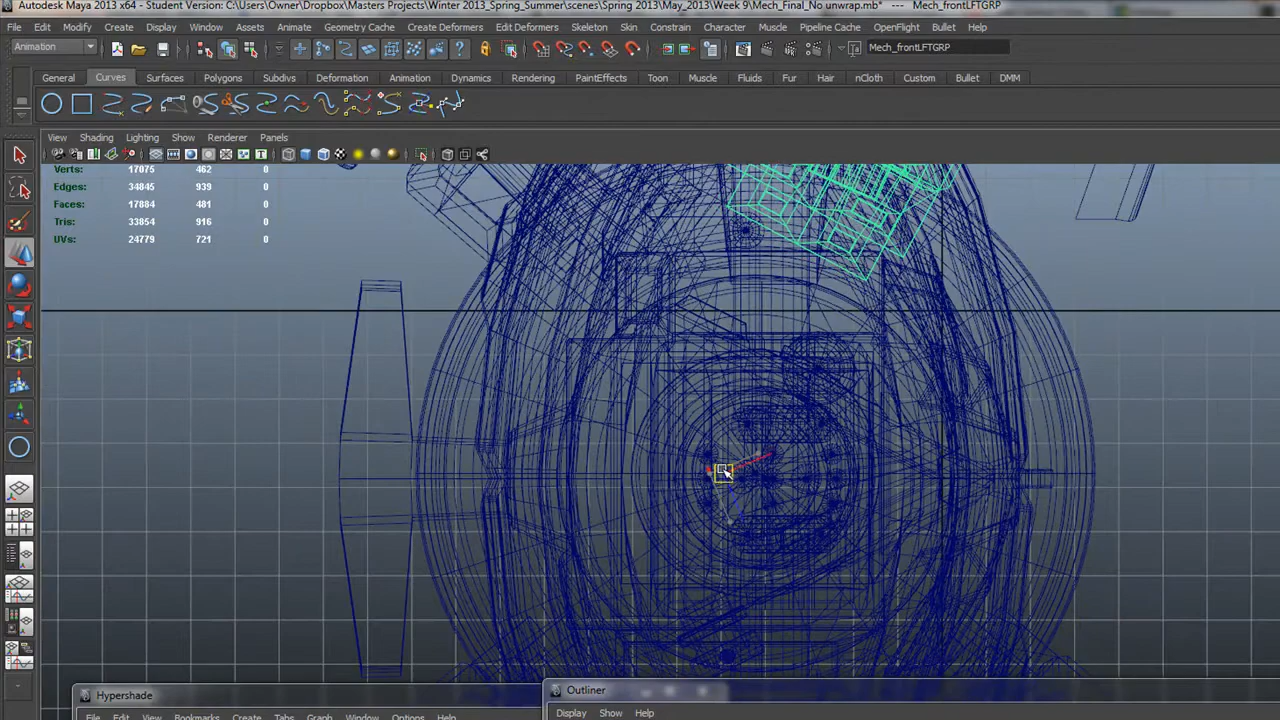 Autodesk Maya 2013 x64 - Student Version: C:\Users\Owner\Dropbox\Masters Projects\Winter 2013_Spring_Summer\scenes\Spring 2013\May_2013\Week 9\Mech_Final_No unwrap.mb* --- Mech_frontLFTGRP
File Edit Modify Create Display Window Assets Animate Geometry Cache Create Deformers Edit Deformers Skeleton Skin Constrain Character Muscle Pipeline Cache OpenFlight Bullet Help
Animation Mech_frontLFTGRP
General Curves Surfaces Polygons Subdivs Deformation Animation Dynamics Rendering PaintEffects Toon Muscle Fluids Fur Hair nCloth Custom Bullet DMM
View Shading Lighting Show Renderer Panels
Verts: 17075 462 0
Edges: 34845 939 0
Faces: 17884 481 0
Tris: 33854 916 0
UVs: 24779 721 0
Hypershade Outliner
File Edit View Bookmarks Create Tabs Graph Window Options Help Display Show Help